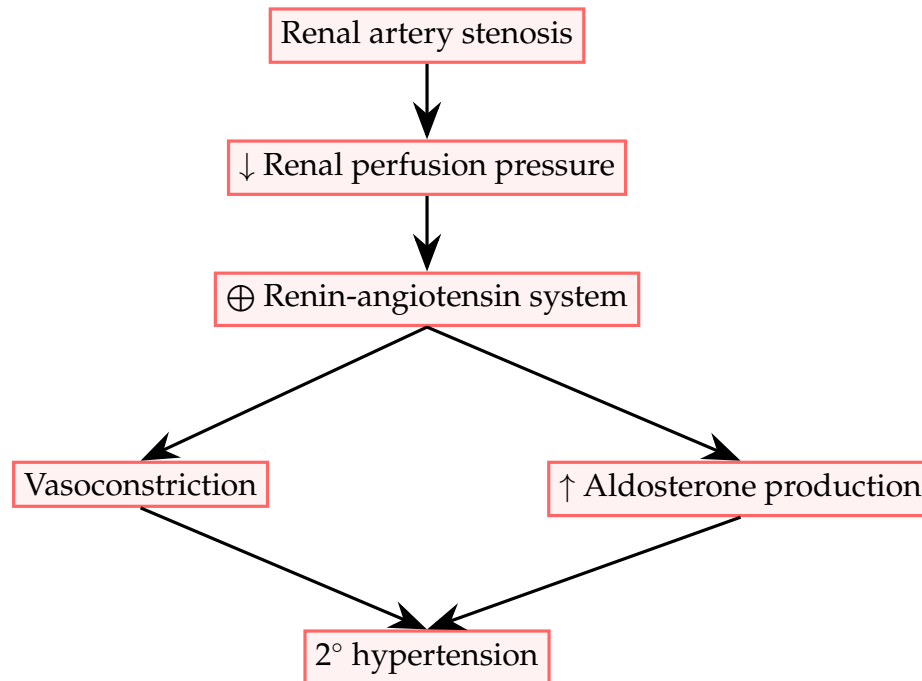 Renal artery stenosis
↓ Renal perfusion pressure
⊕ Renin-angiotensin system
Vasoconstriction
↑ Aldosterone production
2° hypertension